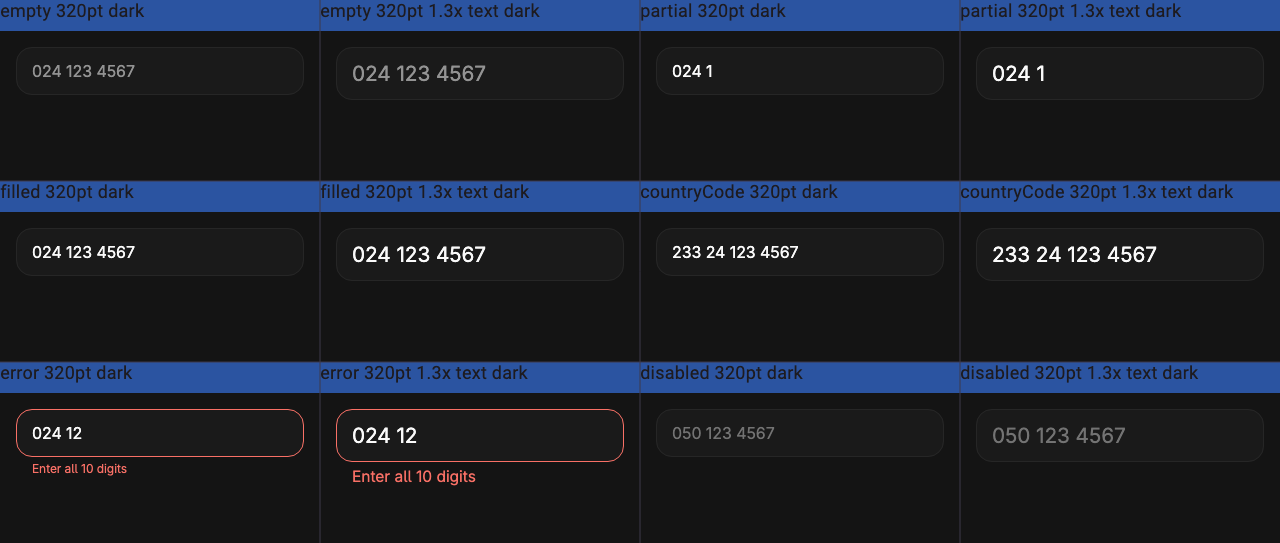 empty 320pt dark
empty 320pt 1.3x text dark
partial 320pt dark
partial 320pt 1.3x text dark
024 123 4567
024 123 4567
024 1
024 1
filled 320pt dark
filled 320pt 1.3x text dark
countryCode 320pt dark
countryCode 320pt 1.3x text dark
024 123 4567
024 123 4567
233 24 123 4567
233 24 123 4567
error 320pt dark
error 320pt 1.3x text dark
disabled 320pt dark
disabled 320pt 1.3x text dark
024 12
024 12
050 123 4567
050 123 4567
Enter all 10 digits
Enter all 10 digits